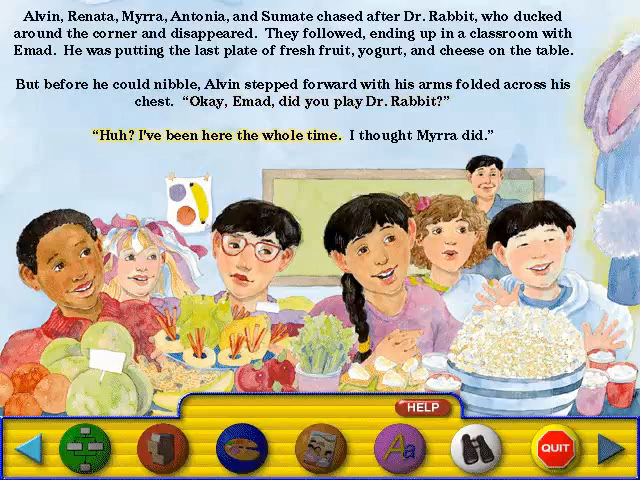 Alvin, Renata, Myrra, Antonia, and Sumate chased after Dr. Rabbit, who ducked
around the corner and disappeared.  They followed, ending up in a classroom with
Emad.  He was putting the last plate of fresh fruit, yogurt, and cheese on the table.
But before he could nibble, Alvin stepped forward with his arms folded across his
chest.  “Okay, Emad, did you play Dr. Rabbit?”
“Huh? I've been here the whole time.  I thought Myrra did.”
HELP
Aa
QUIT